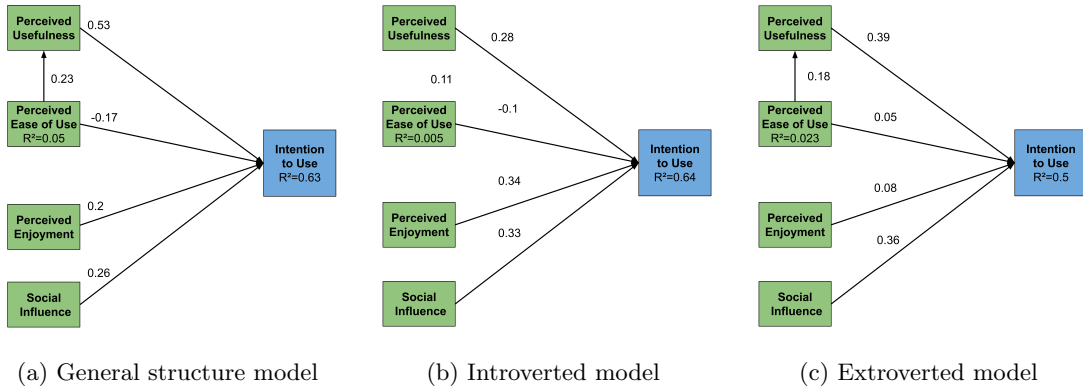 Perceived
Usefulness
0.53
0.23
Perceived
Ease of Use
R²=0.05
-0.17
Intention
to Use
R²=0.63
0.2
Perceived
Enjoyment
0.26
Social
Influence
(a) General structure model
Perceived
Usefulness
0.28
0.11
Perceived
Ease of Use
R²=0.005
-0.1
Intention
to Use
R²=0.64
0.34
Perceived
Enjoyment
0.33
Social
Influence
(b) Introverted model
Perceived
Usefulness
0.39
0.18
Perceived
Ease of Use
R²=0.023
0.05
Intention
to Use
R²=0.5
0.08
Perceived
Enjoyment
0.36
Social
Influence
(c) Extroverted model